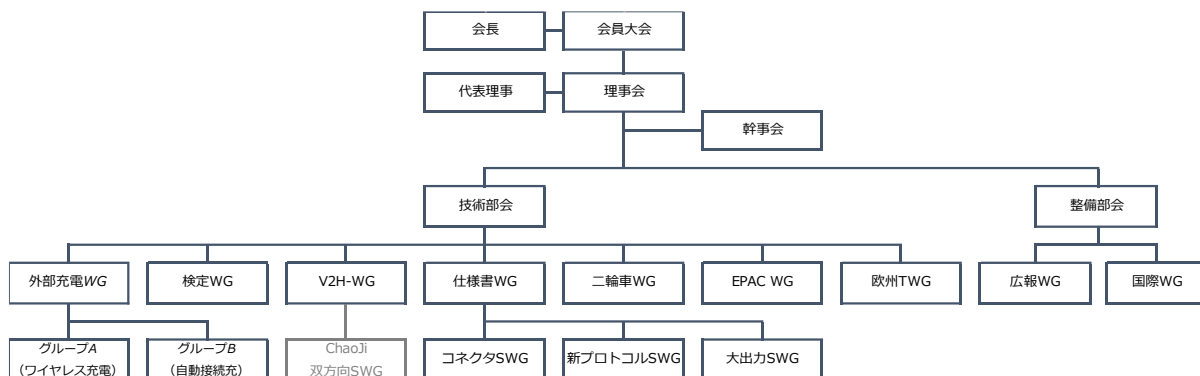 会長
会員大会
代表理事
理事会
幹事会
技術部会
整備部会
外部充電WG
検定WG
V2H-WG
仕様書WG
二輪車WG
EPAC WG
欧州TWG
広報WG
国際WG
グループA
（ワイヤレス充電）
グループB
（自動接続充）
ChaoJi
双方向SWG
コネクタSWG
新プロトコルSWG
大出力SWG